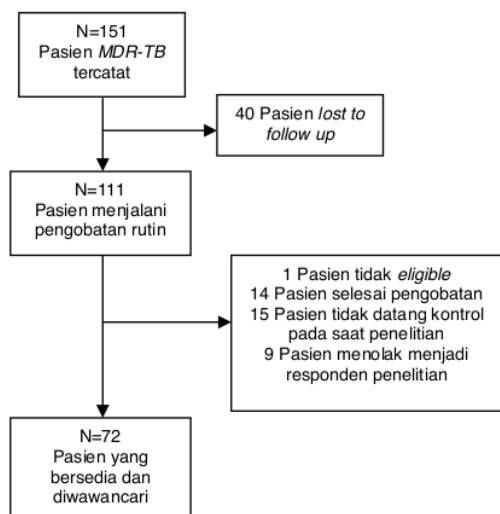 N=151
Pasien MDR-TB
tercatat
40 Pasien lost to
follow up
N=111
Pasien menjalani
pengobatan rutin
1 Pasien tidak eligible
14 Pasien selesai pengobatan
15 Pasien tidak datang kontrol
pada saat penelitian
9 Pasien menolak menjadi
responden penelitian
N=72
Pasien yang
bersedia dan
diwawancari